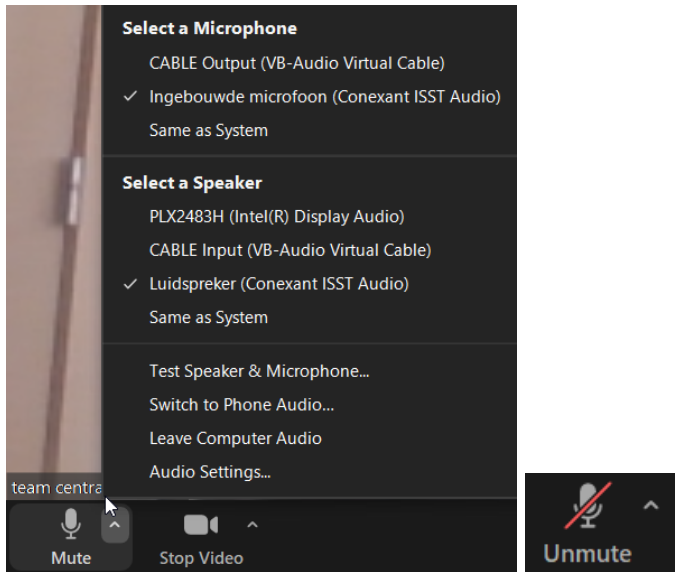 Select a Microphone
CABLE Output (VB-Audio Virtual Cable)
Ingebouwde microfoon (Conexant ISST Audio)
Same as System
Select a Speaker
PLX2483H (Intel(R) Display Audio)
CABLE Input (VB-Audio Virtual Cable)
Luidspreker (Conexant ISST Audio)
Same as System
Test Speaker & Microphone...
Switch to Phone Audio...
Leave Computer Audio
Audio Settings...
team centra
Mute
Stop Video
Unmute